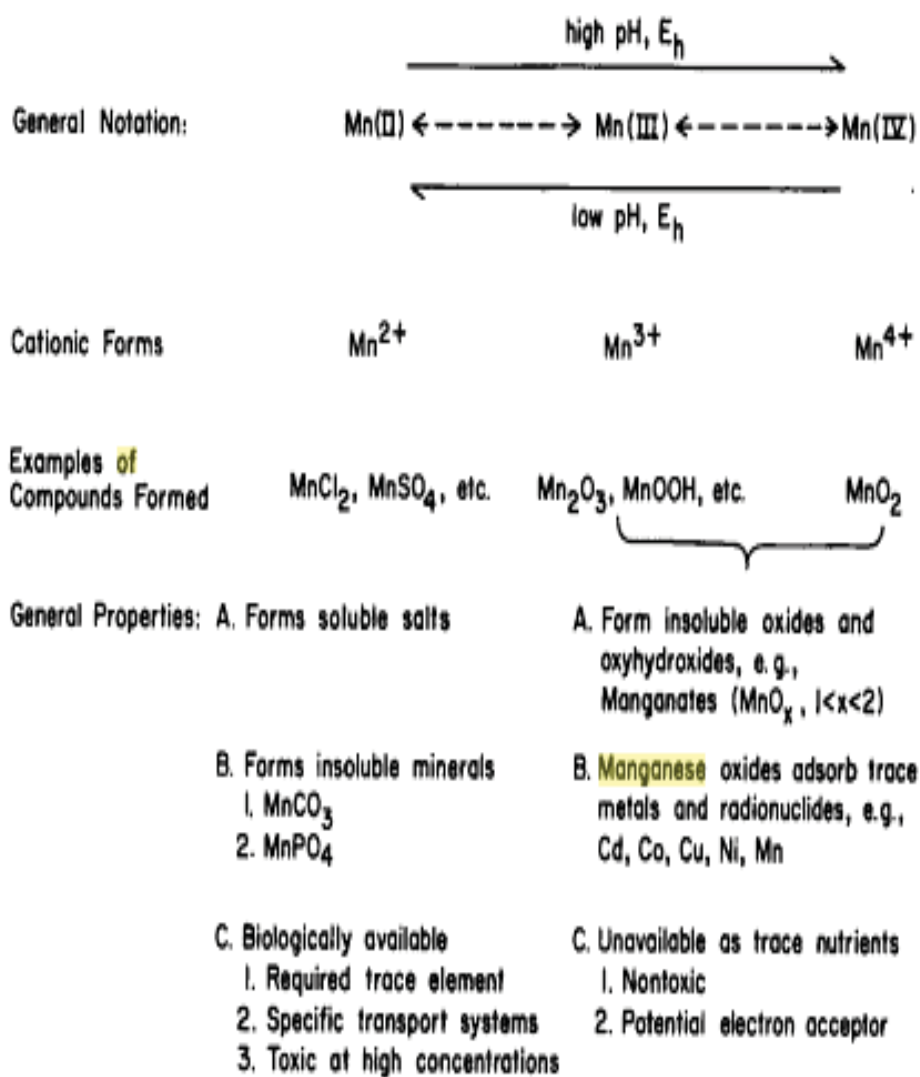 high pH, Eh
General Notation: Mn(II) <-------> Mn(III) <-------> Mn(IV)
low pH, Eh
Cationic Forms Mn²⁺ Mn³⁺ Mn⁴⁺
Examples of
Compounds Formed MnCl₂, MnSO₄, etc. Mn₂O₃, MnOOH, etc. MnO₂
General Properties: A. Forms soluble salts
B. Forms insoluble minerals
1. MnCO₃
2. MnPO₄
C. Biologically available
1. Required trace element
2. Specific transport systems
3. Toxic at high concentrations
A. Form insoluble oxides and
oxyhydroxides, e.g.,
Manganates (MnOₓ, 1<x<2)
B. Manganese oxides adsorb trace
metals and radionuclides, e.g.,
Cd, Co, Cu, Ni, Mn
C. Unavailable as trace nutrients
1. Nontoxic
2. Potential electron acceptor